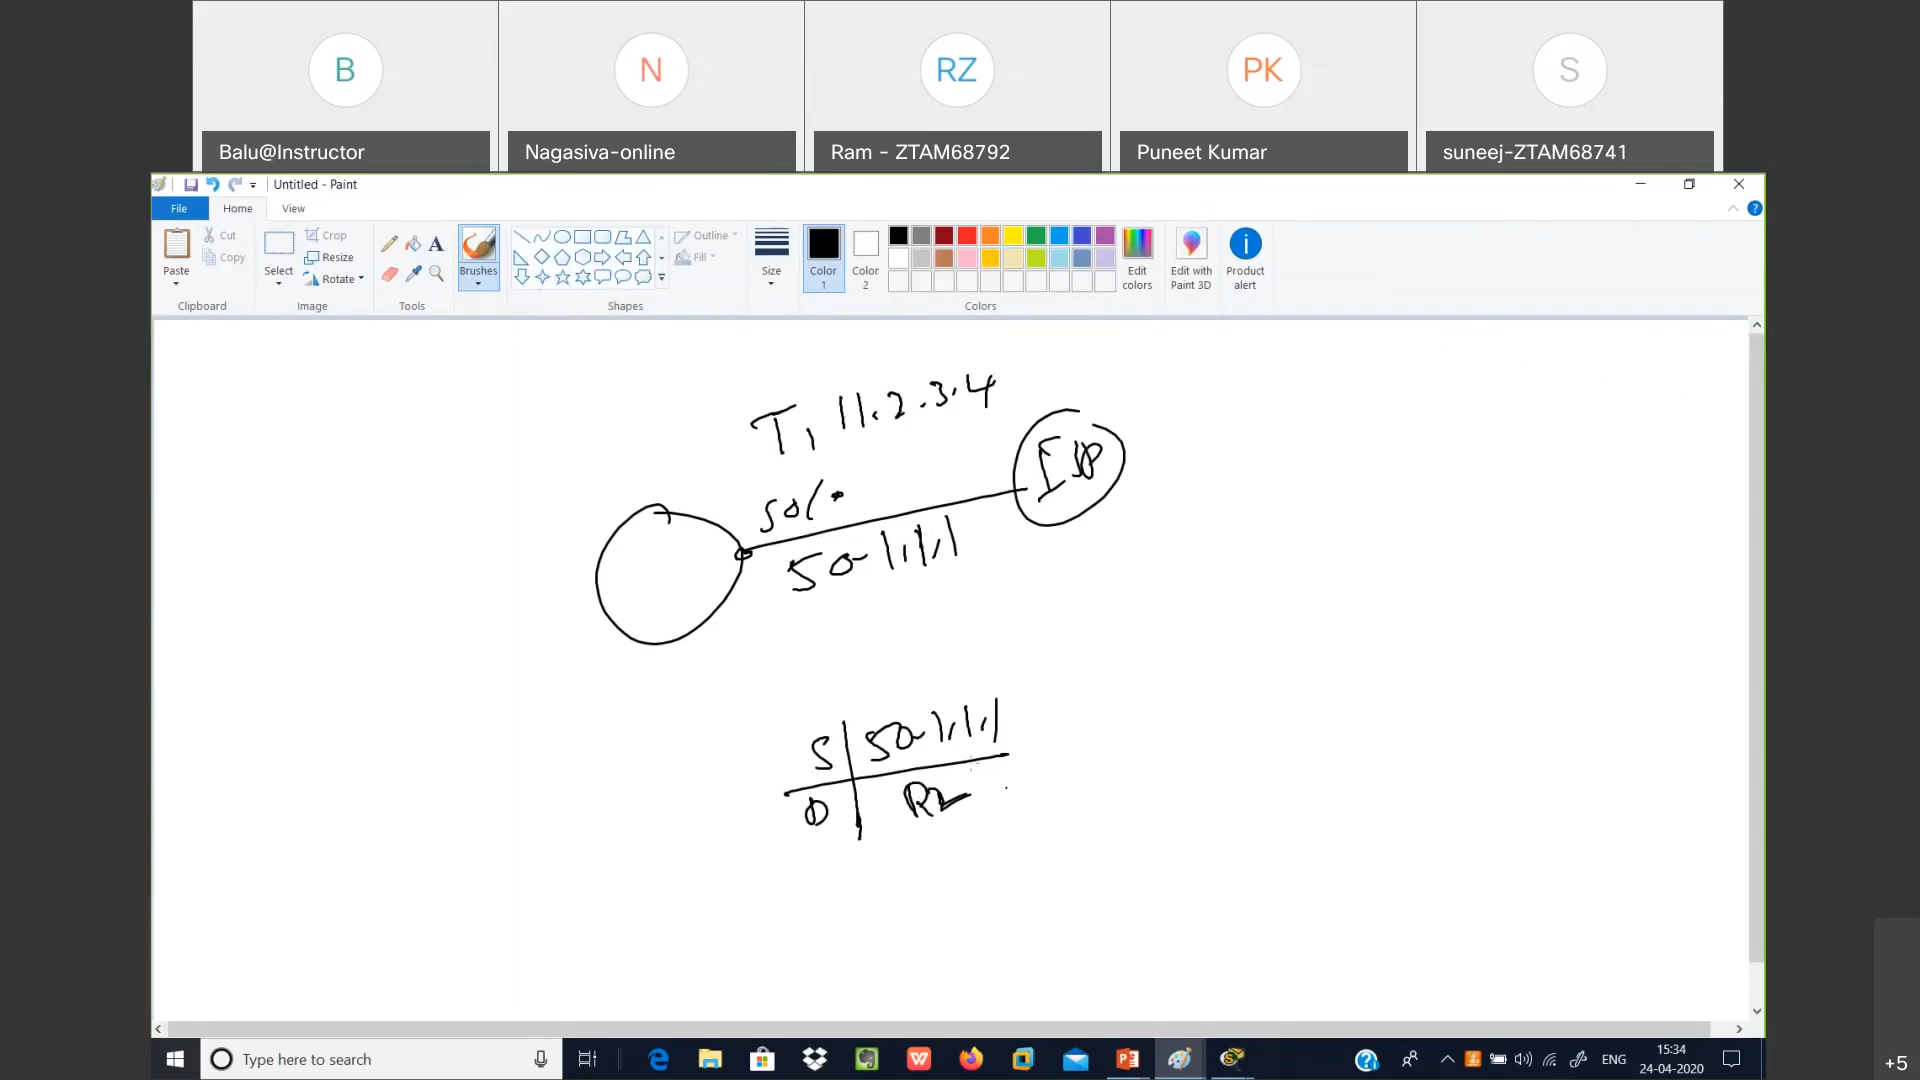 B
N
RZ
PK
S
Balu@Instructor
Nagasiva-online
Ram - ZTAM68792
Puneet Kumar
suneej-ZTAM68741
Untitled - Paint
File
Home
View
Paste
Cut
Copy
Clipboard
Select
Crop
Resize
Rotate
Image
A
Tools
Brushes
Outline
Fill
Shapes
Size
Color 1
Color 2
Colors
Edit colors
Edit with Paint 3D
Product alert
T1 11.2.3.4
ISP
50.1.1.1
S 50.1.1.1
D R2
Type here to search
ENG
15:34
24-04-2020
+5